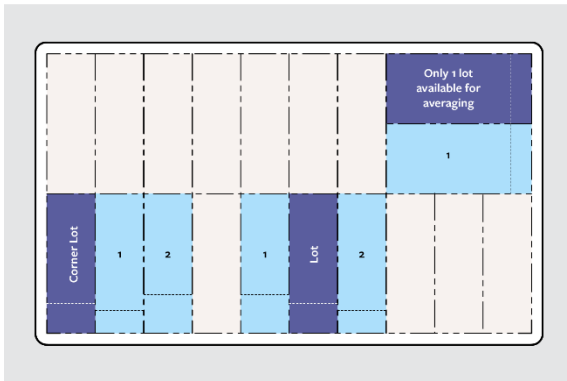 Only 1 lot
available for
averaging
1
Corner Lot
1
2
1
Lot
2